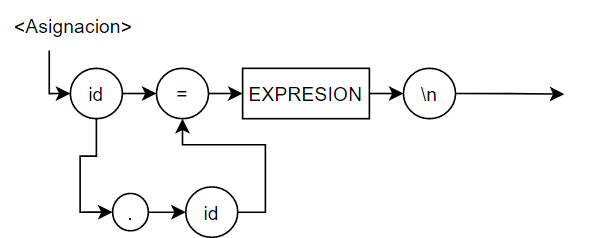 <Asignacion>
id = EXPRESION \n
. id